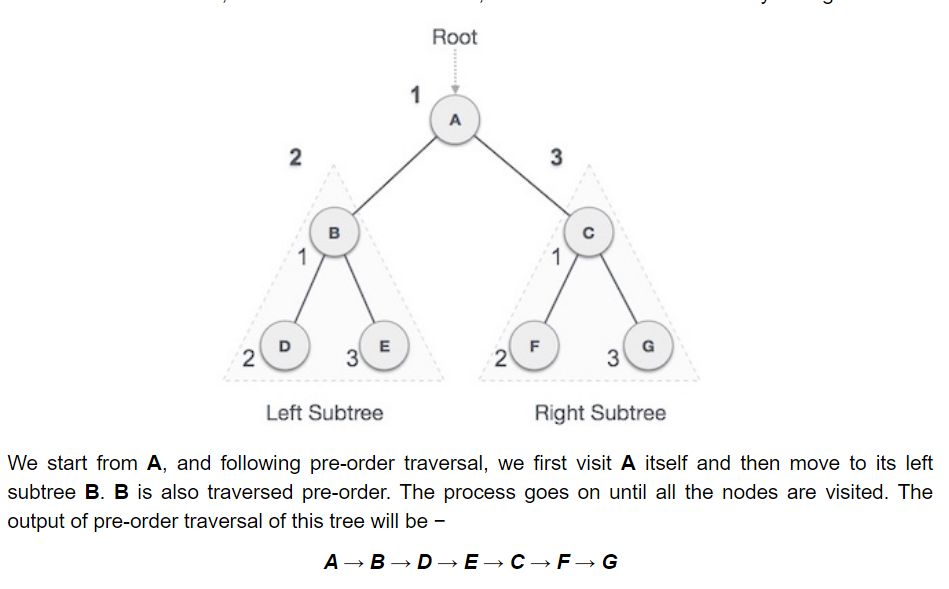 Root
1
A
2
3
B
C
1
1
D
E
F
G
2
3
2
3
Left Subtree
Right Subtree
We start from A, and following pre-order traversal, we first visit A itself and then move to its left
subtree B. B is also traversed pre-order. The process goes on until all the nodes are visited. The
output of pre-order traversal of this tree will be −
A → B → D → E → C → F → G